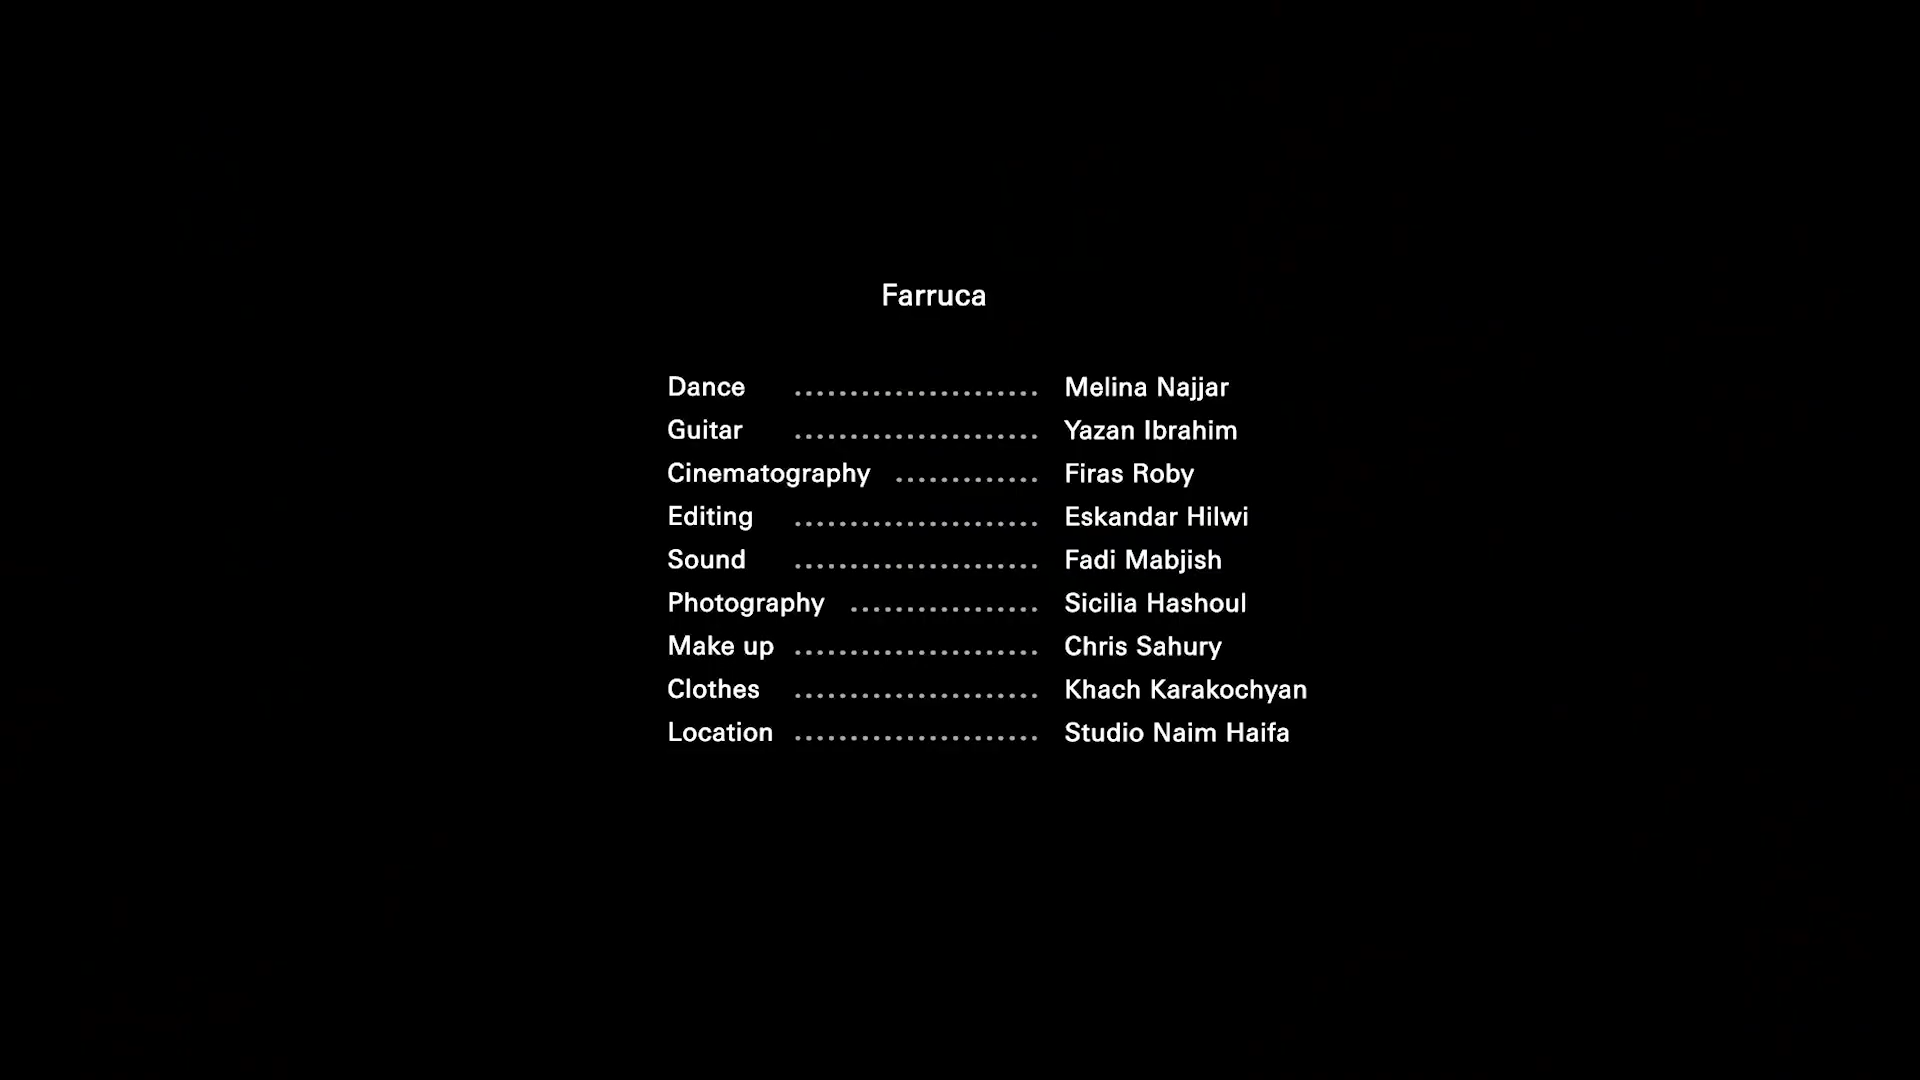 Farruca
Dance ...................... Melina Najjar
Guitar ...................... Yazan Ibrahim
Cinematography ............. Firas Roby
Editing ...................... Eskandar Hilwi
Sound ...................... Fadi Mabjish
Photography ................. Sicilia Hashoul
Make up ...................... Chris Sahury
Clothes ...................... Khach Karakochyan
Location ...................... Studio Naim Haifa